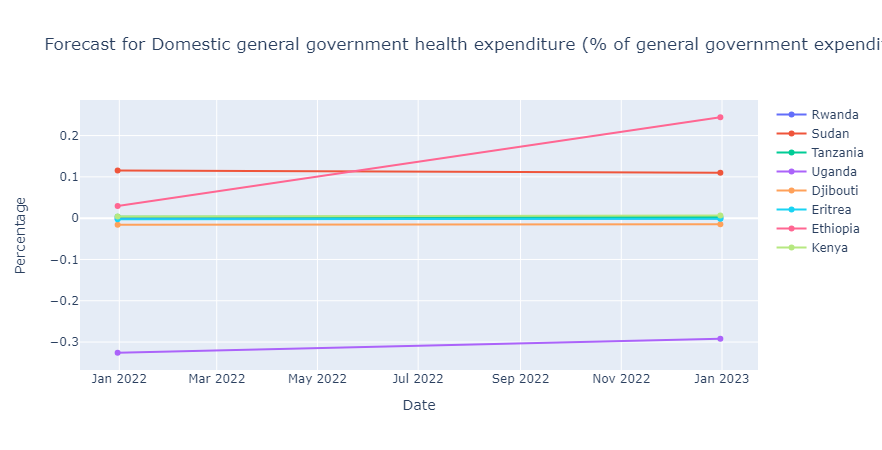 Forecast for Domestic general government health expenditure (% of general government expendi
0.2
0.1
0
−0.1
−0.2
−0.3
Percentage
Jan 2022 Mar 2022 May 2022 Jul 2022 Sep 2022 Nov 2022 Jan 2023
Date
Rwanda
Sudan
Tanzania
Uganda
Djibouti
Eritrea
Ethiopia
Kenya